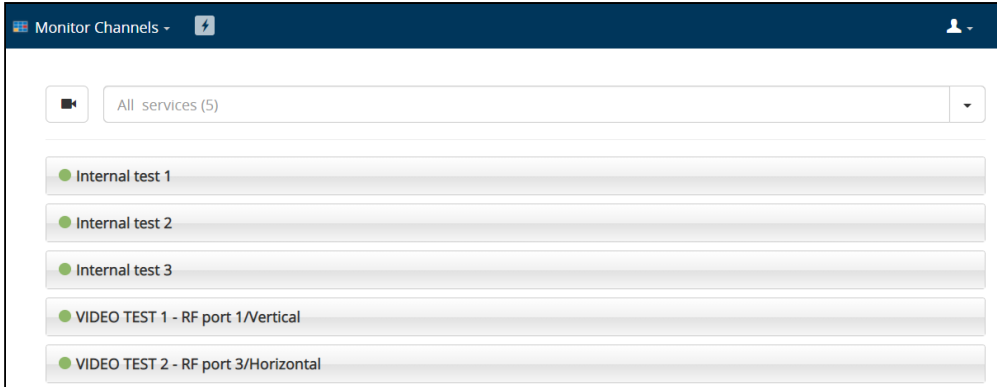 Monitor Channels
All services (5)
Internal test 1
Internal test 2
Internal test 3
VIDEO TEST 1 - RF port 1/Vertical
VIDEO TEST 2 - RF port 3/Horizontal